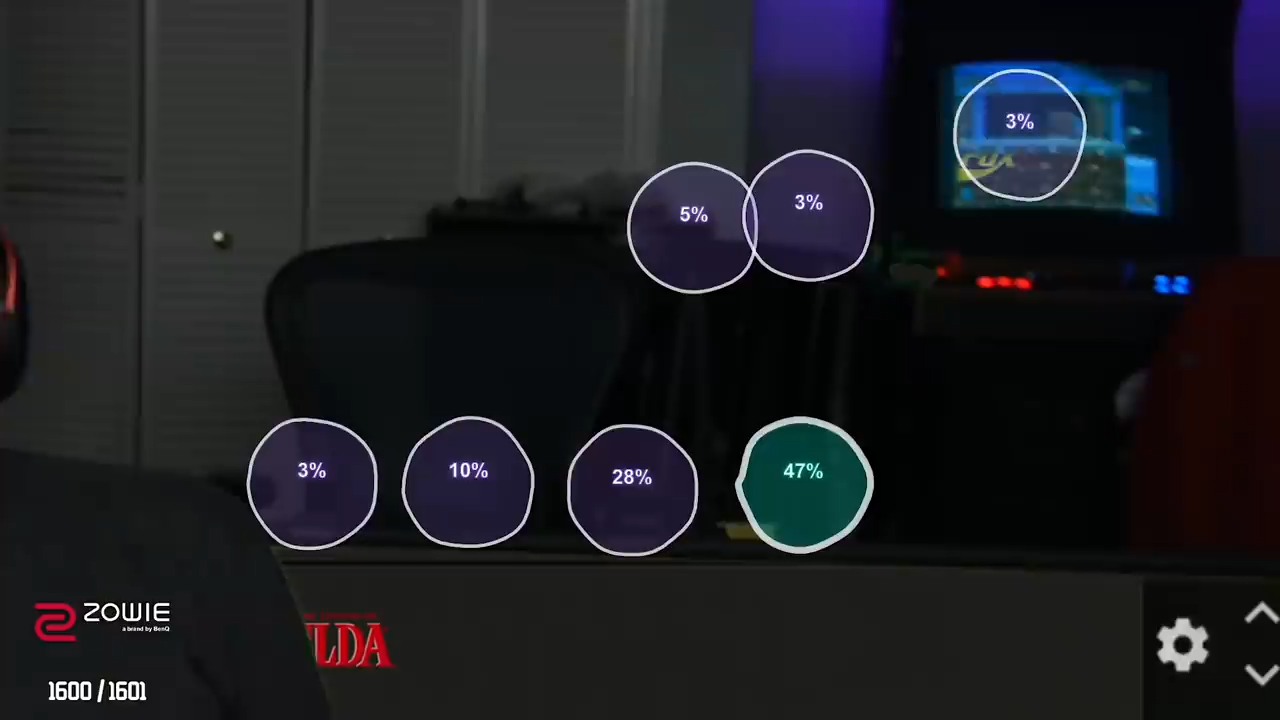 3%
5%
3%
3%
10%
28%
47%
ZOWIE
a brand by BenQ
LDA
1600 / 1601